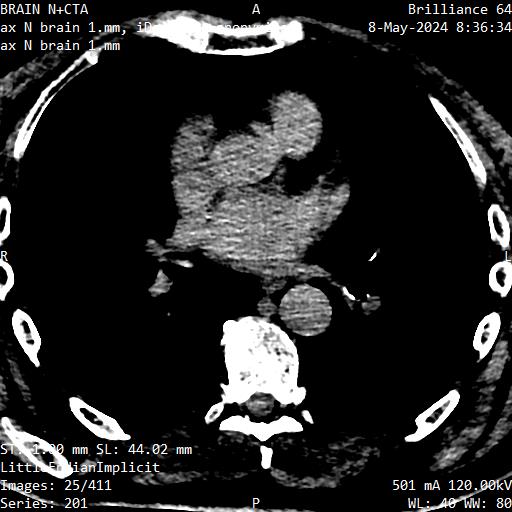 BRAIN N+CTA
A
Brilliance 64
ax N brain 1.mm, iD
8-May-2024 8:36:34
ax N brain 1.mm
R
L
ST: 1.00 mm SL: 44.02 mm
LittleEndianImplicit
Images: 25/411
501 mA 120.00kV
Series: 201
P
WL: 40 WW: 80